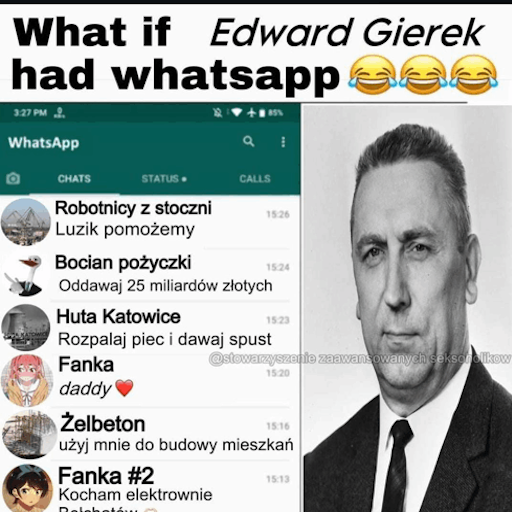 What if Edward Gierek
had whatsapp😂😂😂
3:27 PM
85%
WhatsApp
CHATS STATUS CALLS
Robotnicy z stoczni 15:26
Luzik pomożemy
Bocian pożyczki 15:24
Oddawaj 25 miliardów złotych
Huta Katowice 15:23
Rozpalaj piec i dawaj spust
@stowarzyszenie zaawansowanych seksoholikow
Fanka 15:20
daddy❤️
Żelbeton 15:16
użyj mnie do budowy mieszkań
Fanka #2 15:13
Kocham elektrownie
Bełchatów